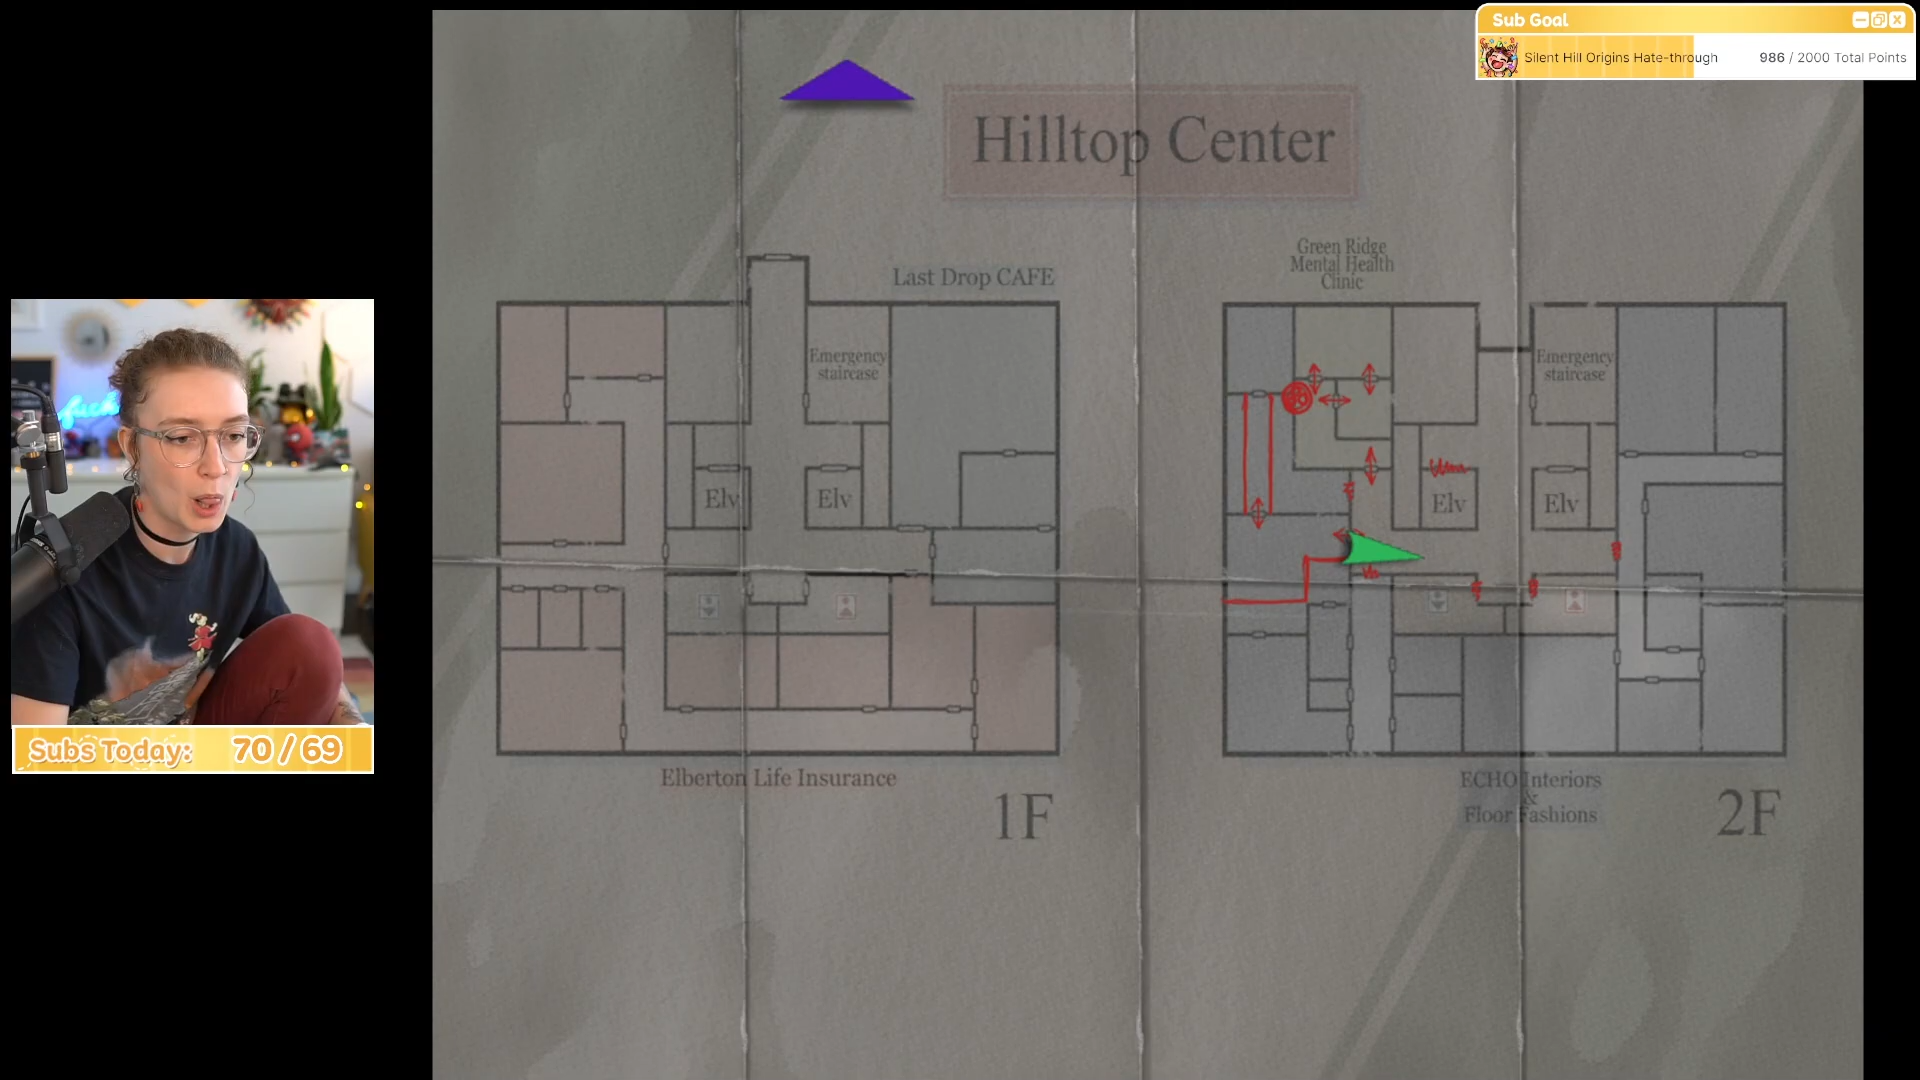 Sub Goal
Silent Hill Origins Hate-through 986 / 2000 Total Points
Hilltop Center
Green Ridge
Mental Health
Clinic
Last Drop CAFE
Emergency
staircase
Emergency
staircase
Elv
Elv
Elv
Elv
fuck
Subs Today: 70 / 69
Elberton Life Insurance
1F
ECHO Interiors
&
Floor Fashions
2F